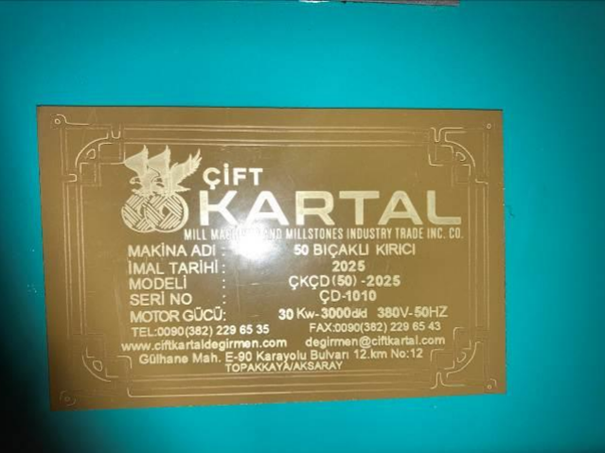 ÇİFT
KARTAL
MILL AND MILLSTONES INDUSTRY TRADE INC. CO.
MAKİNA ADI : 50 BIÇAKLI KIRICI
İMAL TARİHİ : 2025
MODELİ : ÇKÇD(50)-2025
SERİ NO : ÇD-1010
MOTOR GÜCÜ: 30 Kw-3000d/d 380V-50HZ
TEL:0090(382) 229 65 35 FAX:0090(382) 229 65 43
www.ciftkartaldegirmen.com degirmen@ciftkartal.com
Gülhane Mah. E-90 Karayolu Bulvarı 12.km No:12
TOPAKKAYA/AKSARAY